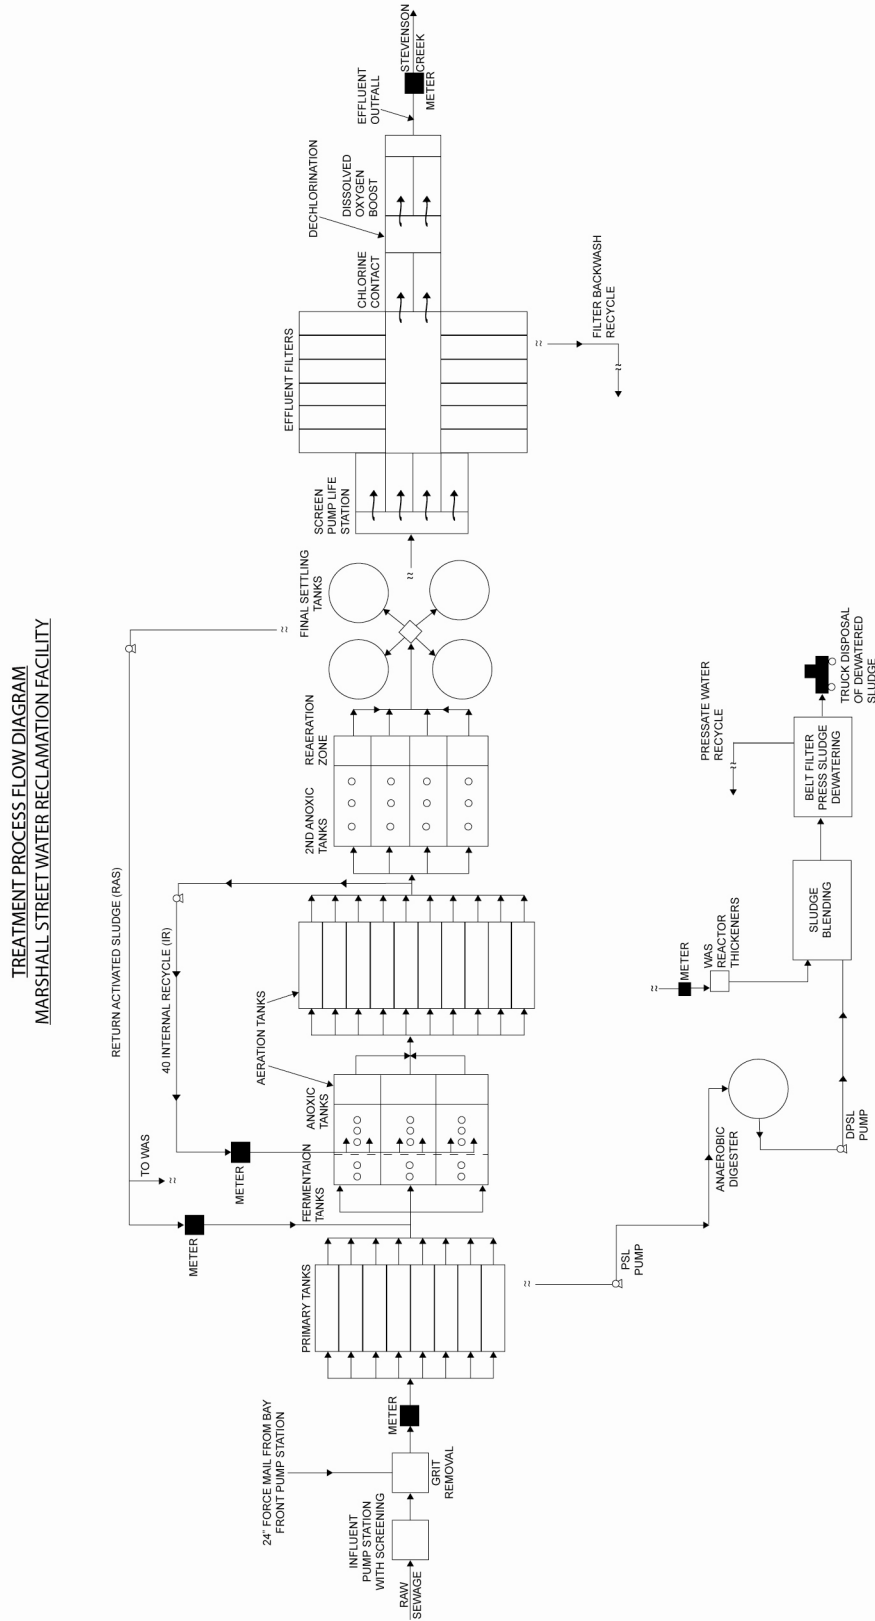 TREATMENT PROCESS FLOW DIAGRAM
MARSHALL STREET WATER RECLAMATION FACILITY
RETURN ACTIVATED SLUDGE (RAS)
40 INTERNAL RECYCLE (IR)
TO WAS
METER
METER
24" FORCE MAIL FROM BAY
FRONT PUMP STATION
RAW
SEWAGE
INFLUENT
PUMP STATION
WITH SCREENING
GRIT
REMOVAL
METER
PRIMARY TANKS
FERMENTAION
TANKS
ANOXIC
TANKS
AERATION TANKS
2ND ANOXIC
TANKS
REAERATION
ZONE
FINAL SETTLING
TANKS
SCREEN
PUMP LIFE
STATION
EFFLUENT FILTERS
CHLORINE
CONTACT
DECHLORINATION
DISSOLVED
OXYGEN
BOOST
EFFLUENT
OUTFALL
STEVENSON
CREEK
METER
FILTER BACKWASH
RECYCLE
PSL
PUMP
ANAEROBIC
DIGESTER
DPSL
PUMP
METER
WAS
REACTOR
THICKENERS
SLUDGE
BLENDING
PRESSATE WATER
RECYCLE
BELT FILTER
PRESS SLUDGE
DEWATERING
TRUCK DISPOSAL
OF DEWATERED
SLUDGE